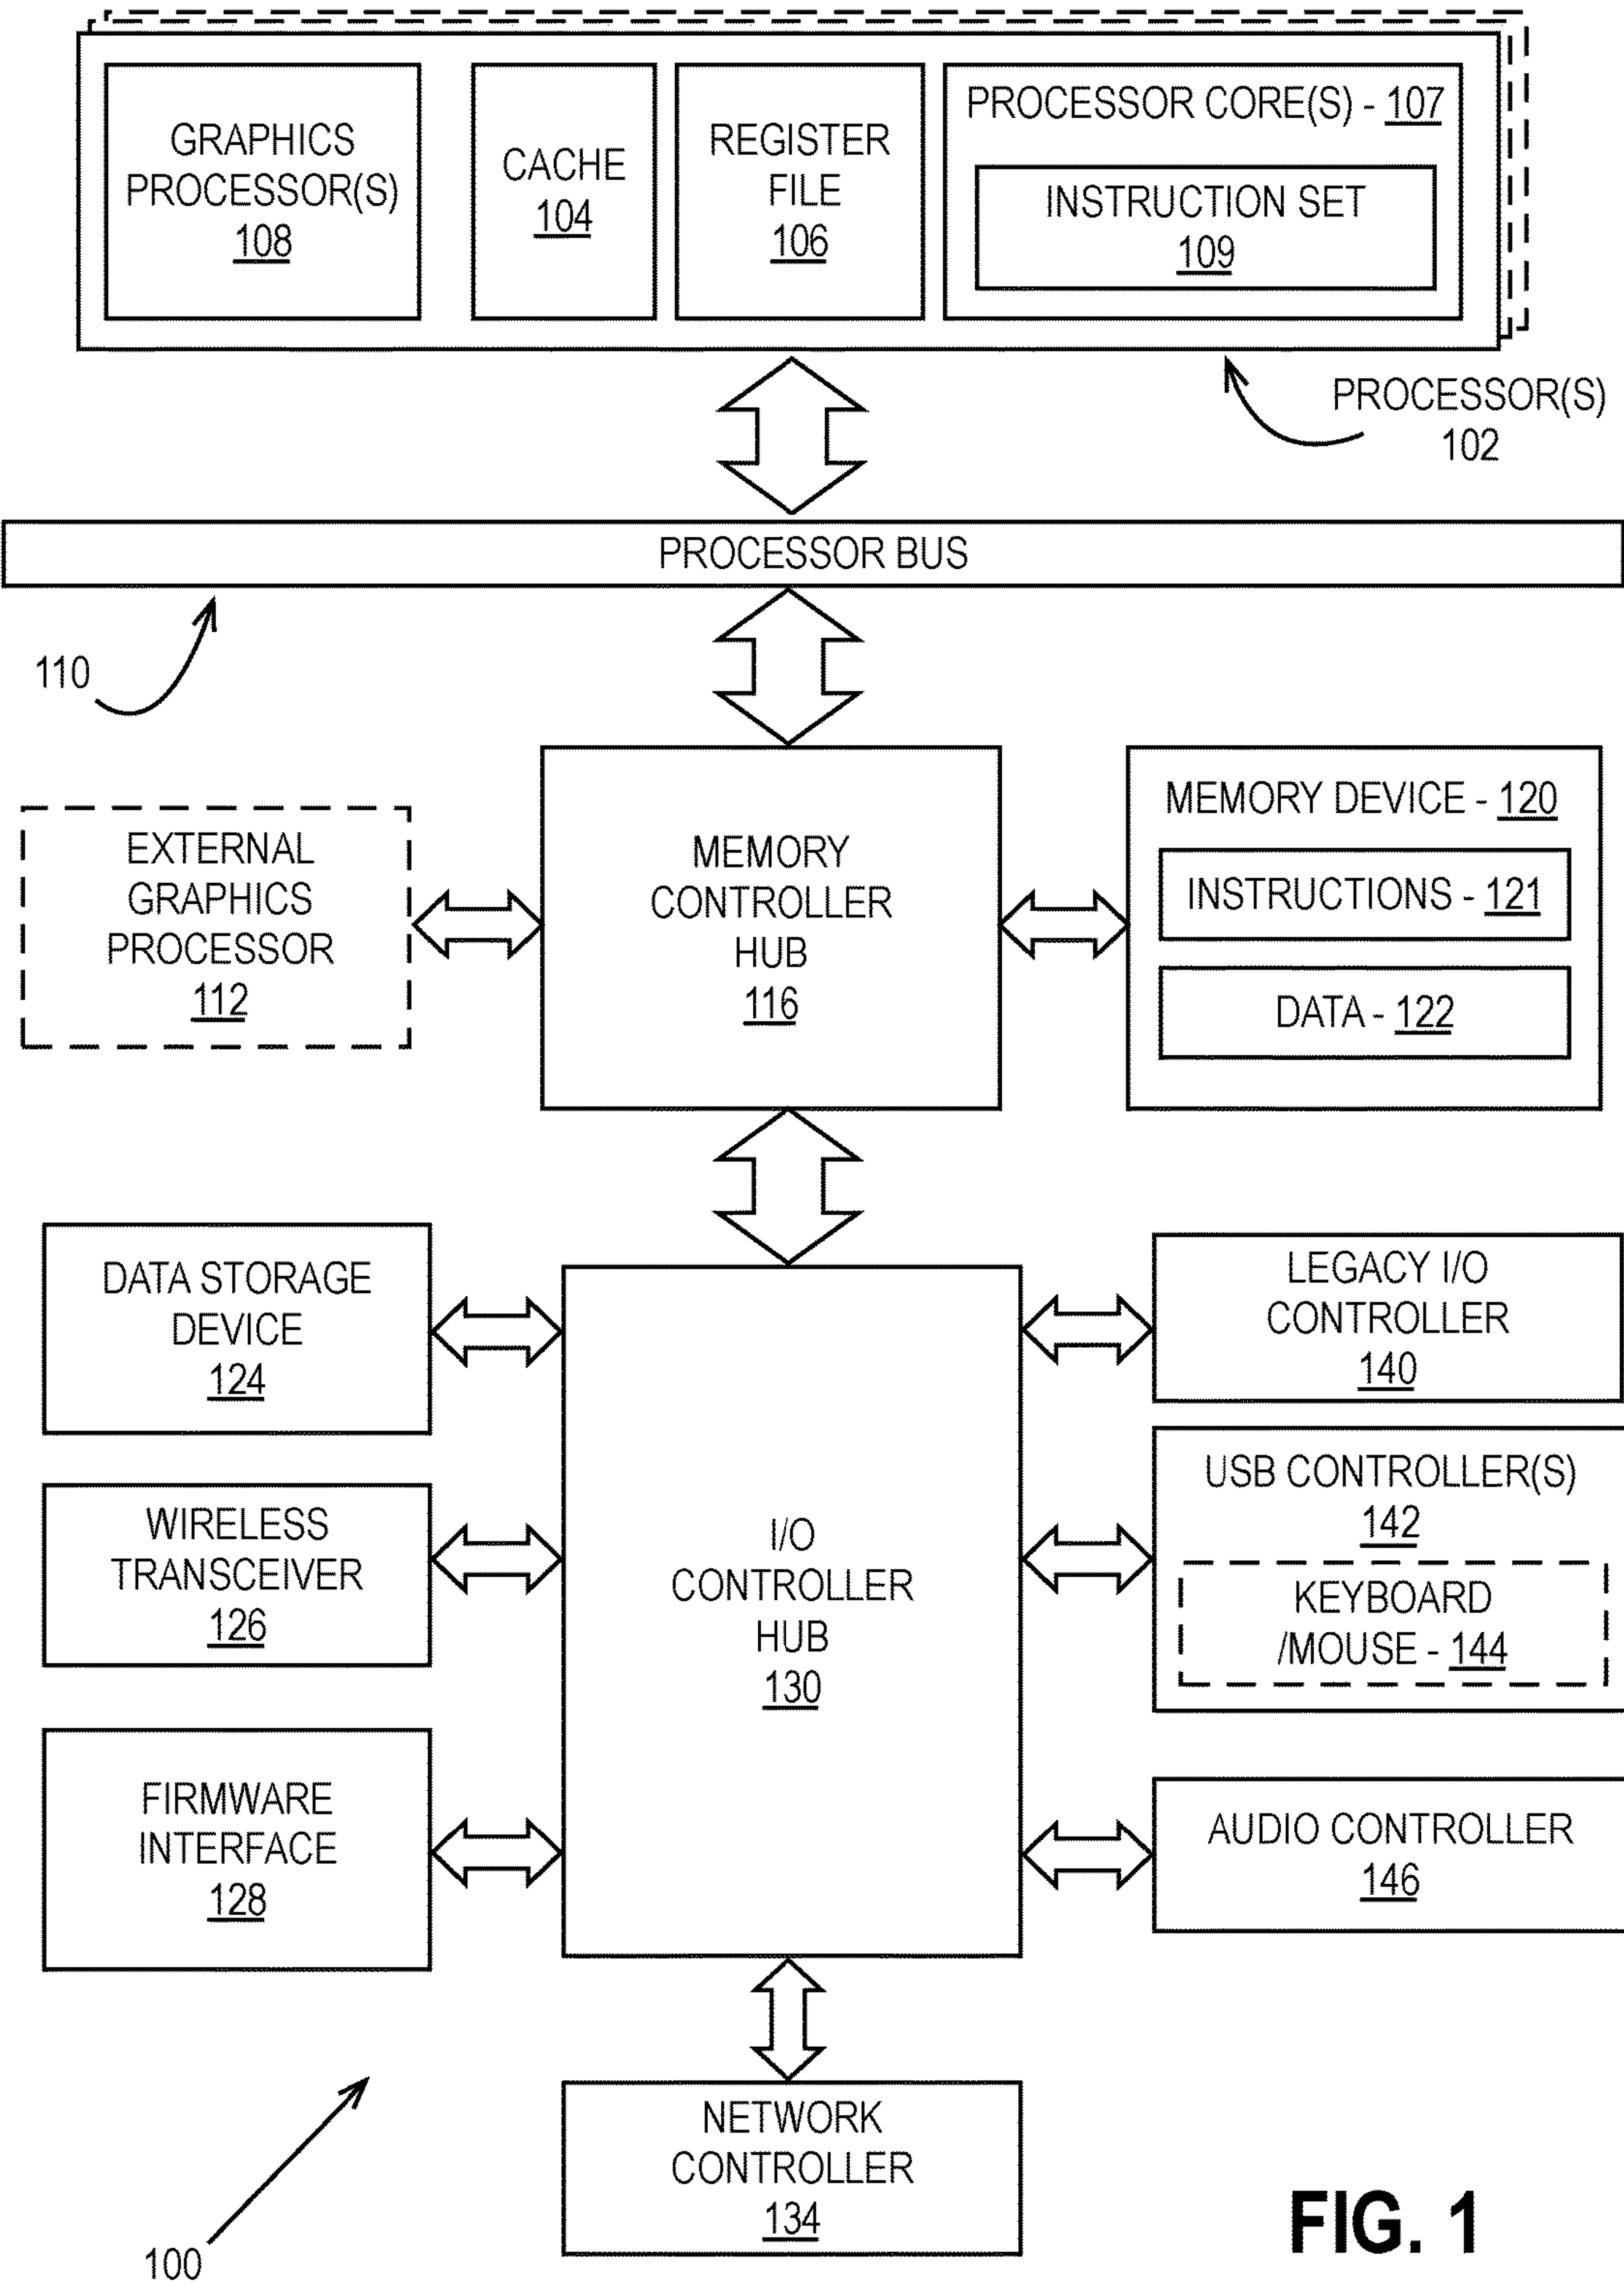 GRAPHICS
PROCESSOR(S)
108
CACHE
104
REGISTER
FILE
106
PROCESSOR CORE(S) - 107
INSTRUCTION SET
109
PROCESSOR(S)
102
PROCESSOR BUS
110
EXTERNAL
GRAPHICS
PROCESSOR
112
MEMORY
CONTROLLER
HUB
116
MEMORY DEVICE - 120
INSTRUCTIONS - 121
DATA - 122
DATA STORAGE
DEVICE
124
WIRELESS
TRANSCEIVER
126
FIRMWARE
INTERFACE
128
I/O
CONTROLLER
HUB
130
LEGACY I/O
CONTROLLER
140
USB CONTROLLER(S)
142
KEYBOARD
/MOUSE - 144
AUDIO CONTROLLER
146
NETWORK
CONTROLLER
134
100
FIG. 1